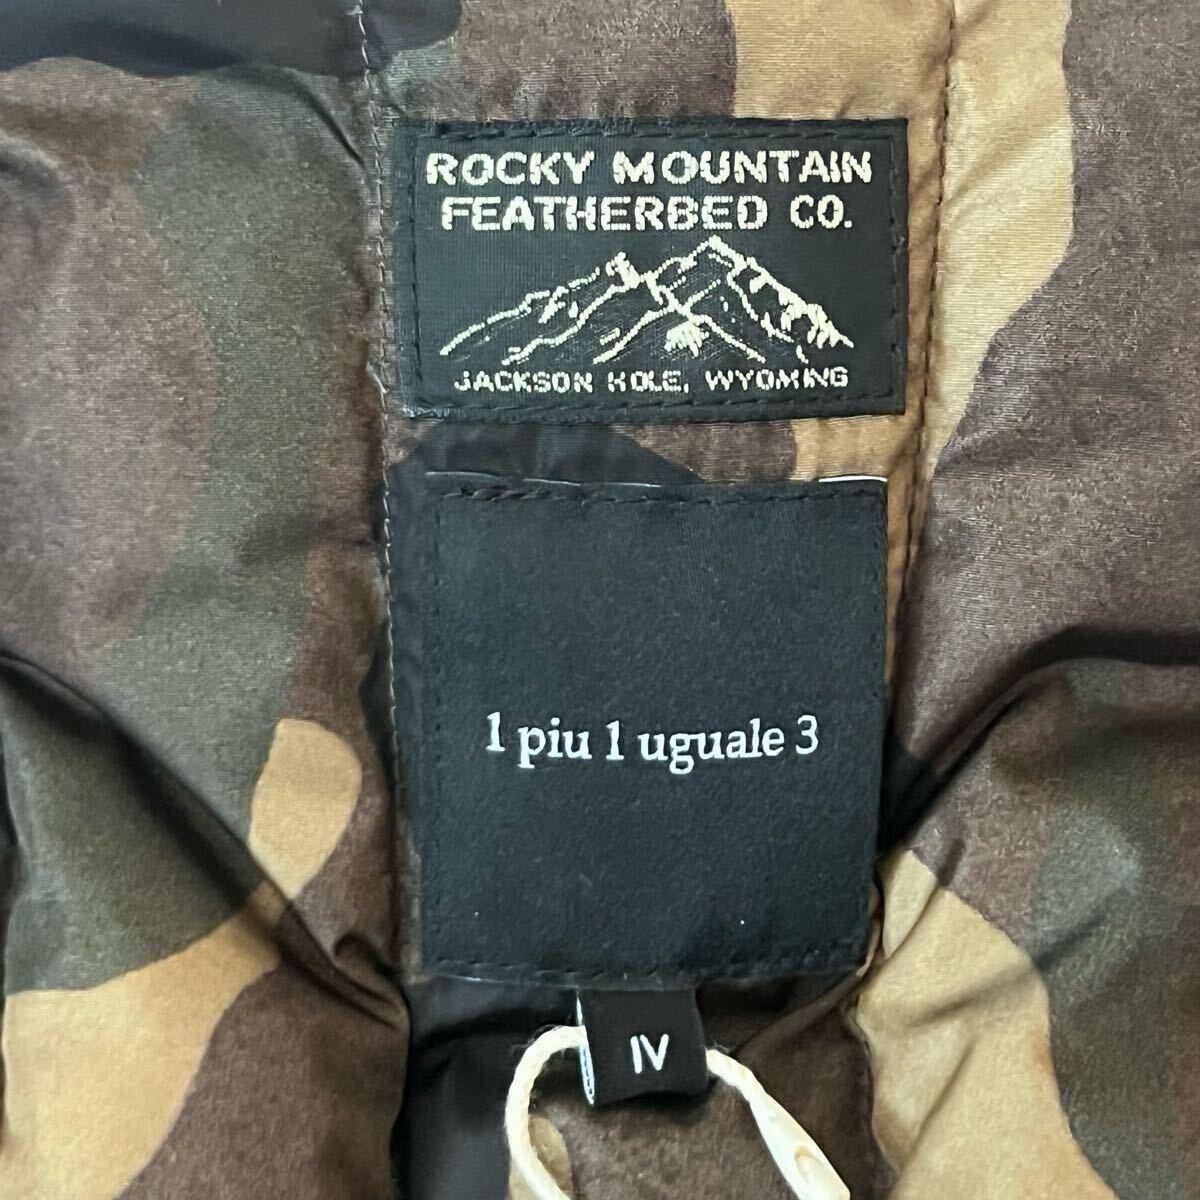 ROCKY MOUNTAIN
FEATHERBED CO.
JACKSON HOLE, WYOMING
1 piu 1 uguale 3
IV